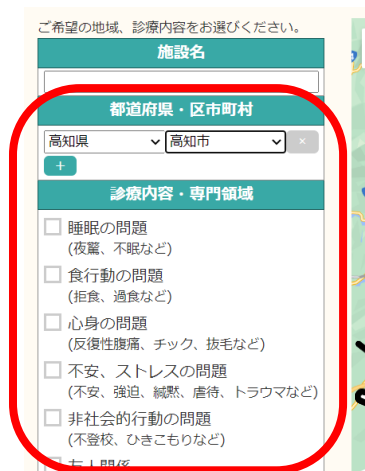 ご希望の地域、診療内容をお選びください。
施設名
都道府県・区市町村
高知県 高知市 ×
+
診療内容・専門領域
睡眠の問題
(夜驚、不眠など)
食行動の問題
(拒食、過食など)
心身の問題
(反復性腹痛、チック、抜毛など)
不安、ストレスの問題
(不安、強迫、緘黙、虐待、トラウマなど)
非社会的行動の問題
(不登校、ひきこもりなど)
友人関係